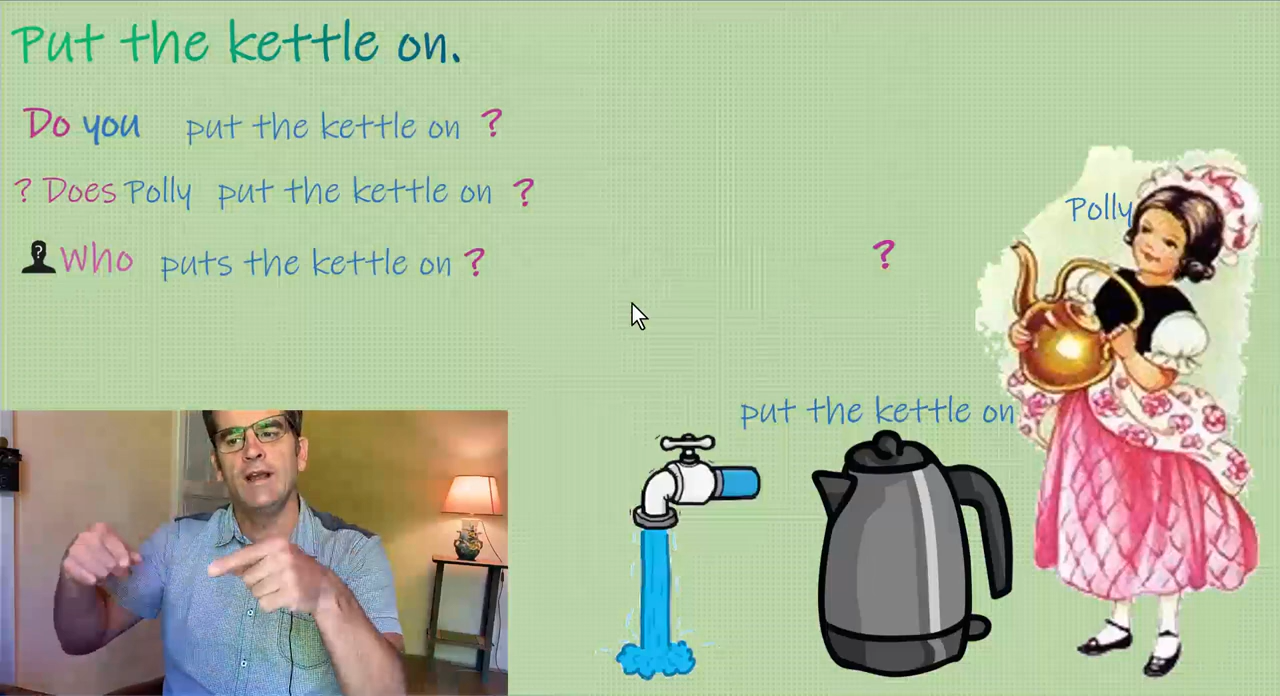 Put the kettle on.
Do you put the kettle on ?
? Does Polly put the kettle on ?
? Who puts the kettle on ?
Polly
?
put the kettle on